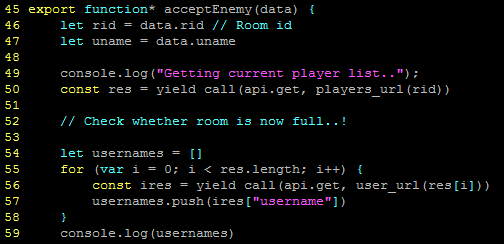 45 export function* acceptEnemy(data) {
46     let rid = data.rid // Room id
47     let uname = data.uname
48
49     console.log("Getting current player list..");
50     const res = yield call(api.get, players_url(rid))
51
52     // Check whether room is now full..!
53
54     let usernames = []
55     for (var i = 0; i < res.length; i++) {
56         const ires = yield call(api.get, user_url(res[i]))
57         usernames.push(ires["username"])
58     }
59     console.log(usernames)